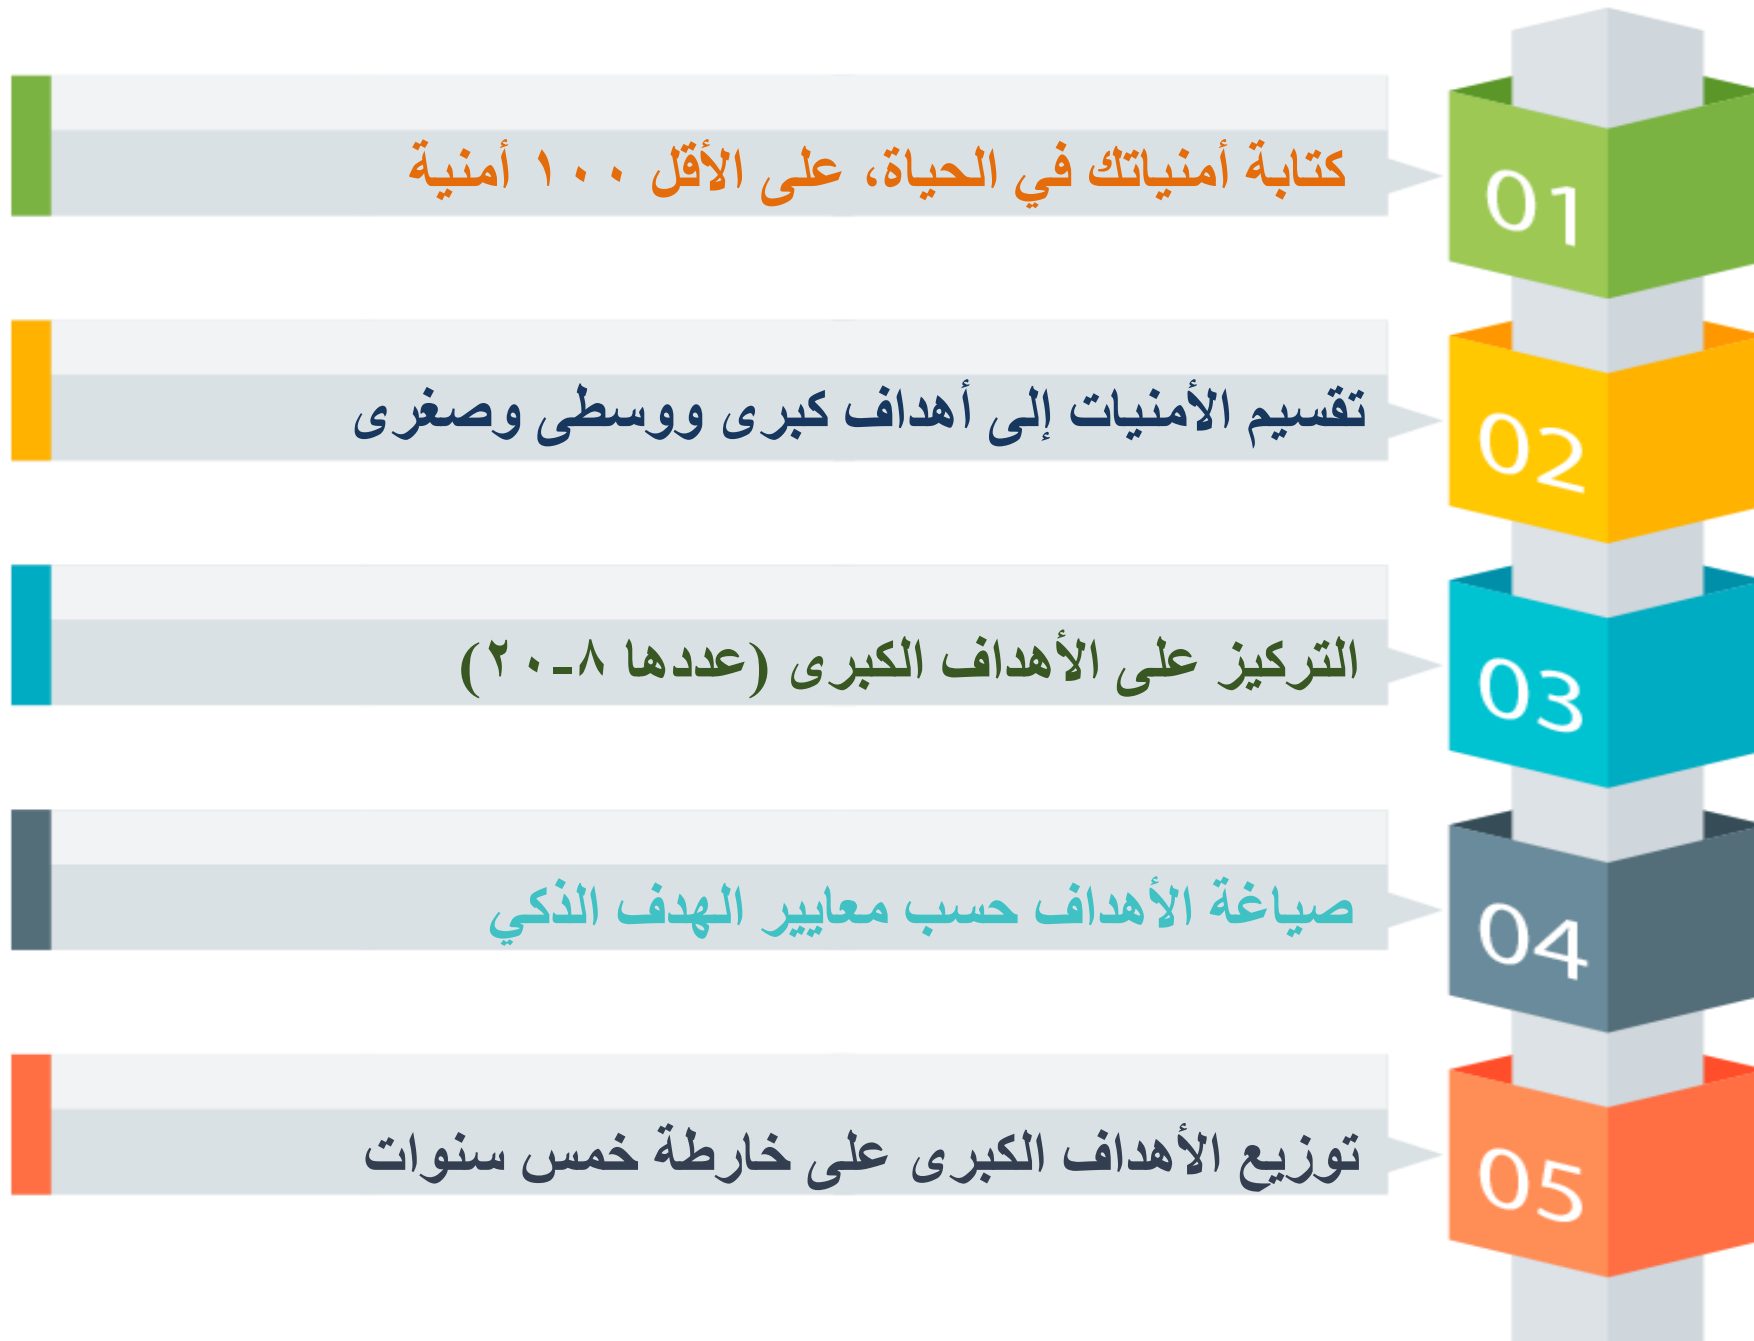 01
كتابة أمنياتك في الحياة، على الأقل ١٠٠ أمنية
02
تقسيم الأمنيات إلى أهداف كبرى ووسطى وصغرى
03
التركيز على الأهداف الكبرى (عددها ٨-٢٠)
04
صياغة الأهداف حسب معايير الهدف الذكي
05
توزيع الأهداف الكبرى على خارطة خمس سنوات